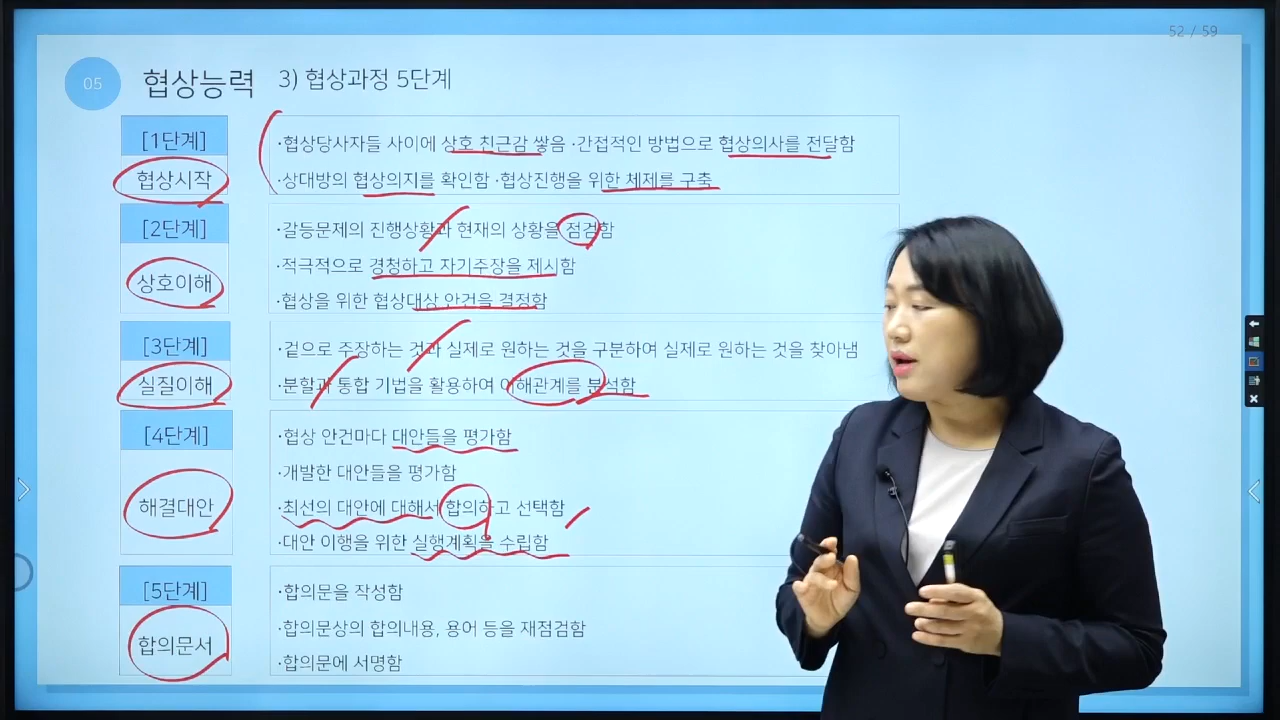 52 / 59
05
협상능력 3) 협상과정 5단계
[1단계]
협상시작
·협상당사자들 사이에 상호 친근감 쌓음 ·간접적인 방법으로 협상의사를 전달함
·상대방의 협상의지를 확인함 ·협상진행을 위한 체제를 구축
[2단계]
상호이해
·갈등문제의 진행상황과 현재의 상황을 점검함
·적극적으로 경청하고 자기주장을 제시함
·협상을 위한 협상대상 안건을 결정함
[3단계]
실질이해
·겉으로 주장하는 것과 실제로 원하는 것을 구분하여 실제로 원하는 것을 찾아냄
·분할과 통합 기법을 활용하여 이해관계를 분석함
[4단계]
해결대안
·협상 안건마다 대안들을 평가함
·개발한 대안들을 평가함
·최선의 대안에 대해서 합의하고 선택함
·대안 이행을 위한 실행계획을 수립함
[5단계]
합의문서
·합의문을 작성함
·합의문상의 합의내용, 용어 등을 재점검함
·합의문에 서명함